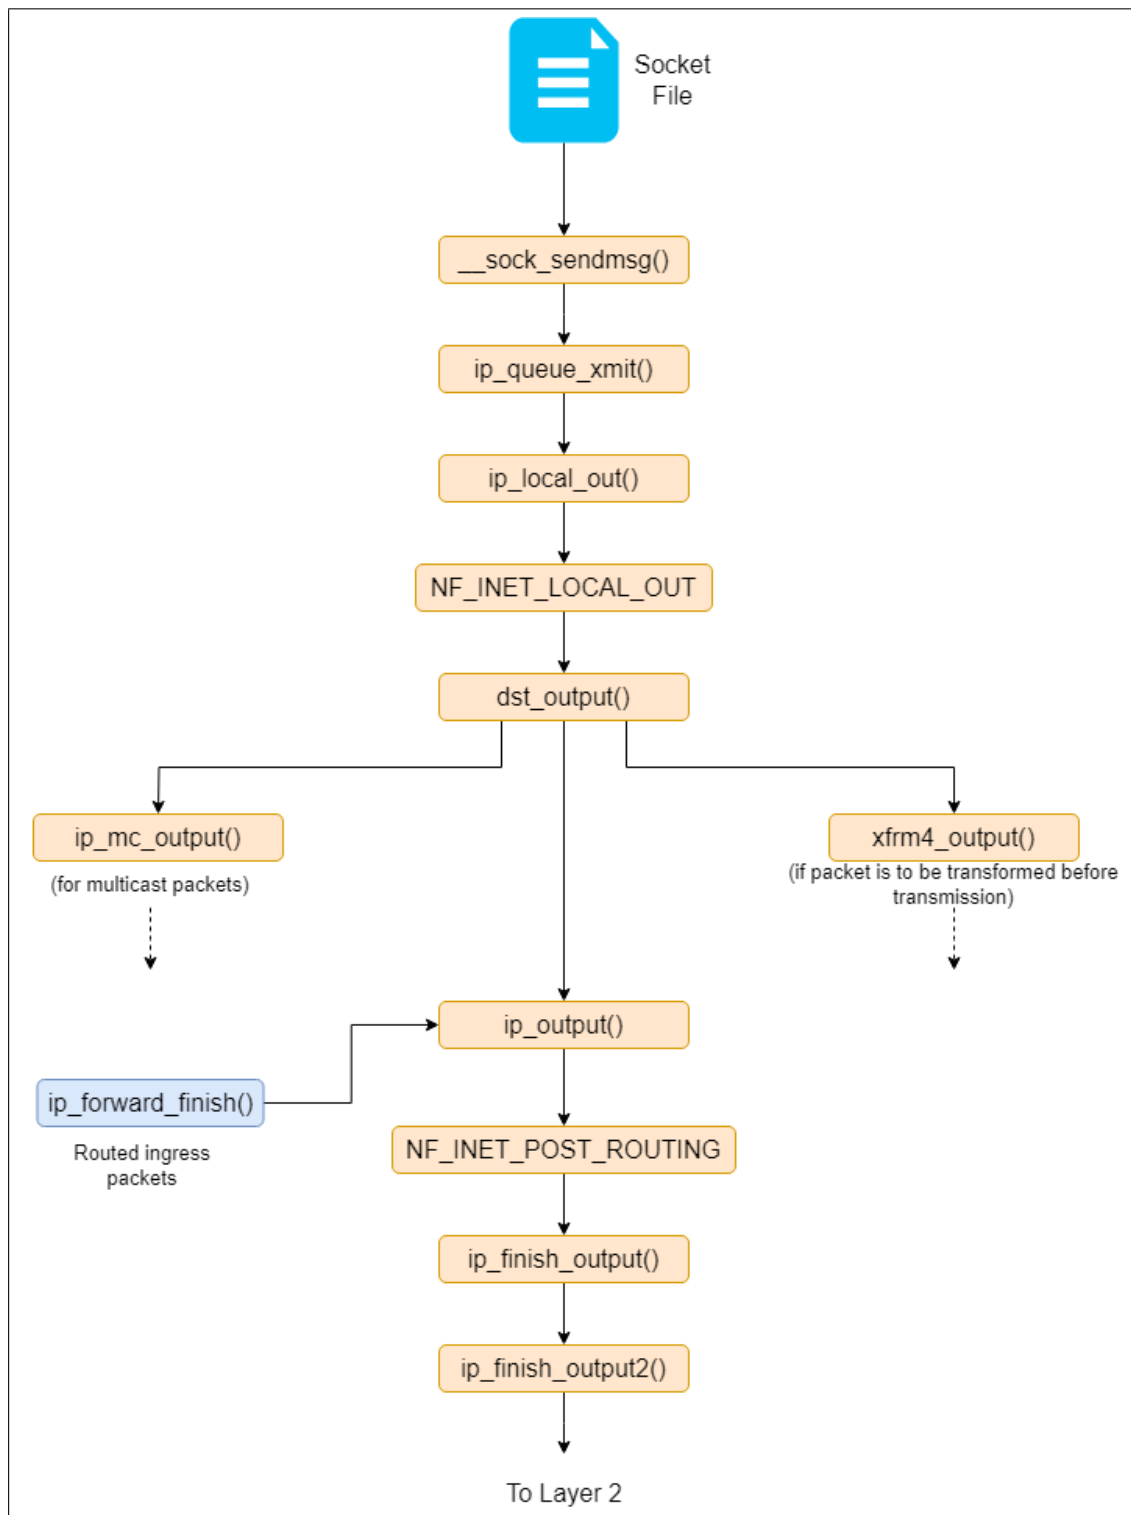 Socket
File
__sock_sendmsg()
ip_queue_xmit()
ip_local_out()
NF_INET_LOCAL_OUT
dst_output()
ip_mc_output()
(for multicast packets)
xfrm4_output()
(if packet is to be transformed before
transmission)
ip_output()
ip_forward_finish()
Routed ingress
packets
NF_INET_POST_ROUTING
ip_finish_output()
ip_finish_output2()
To Layer 2